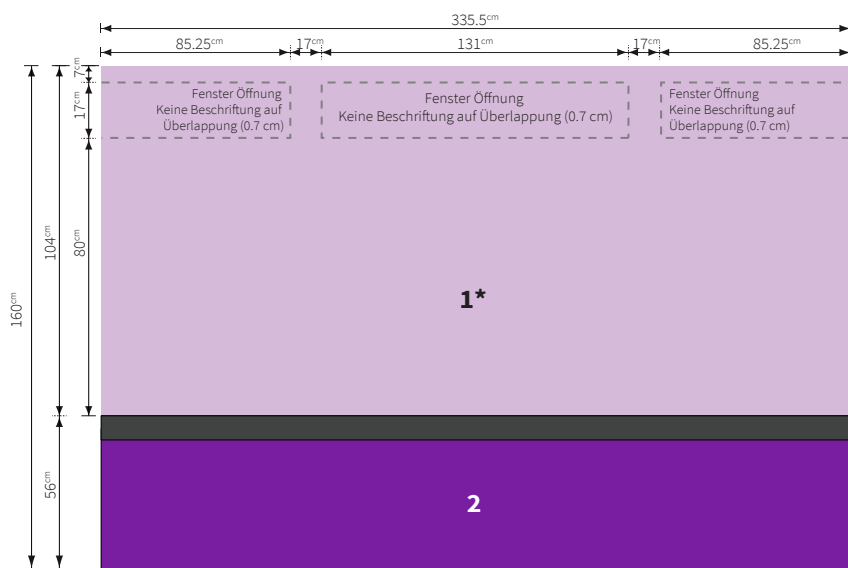 335.5cm
85.25cm
17cm
131cm
17cm
85.25cm
7cm
17cm
80cm
104cm
56cm
160cm
Fenster Öffnung
Keine Beschriftung auf
Überlappung (0.7 cm)
Fenster Öffnung
Keine Beschriftung auf Überlappung (0.7 cm)
Fenster Öffnung
Keine Beschriftung auf
Überlappung (0.7 cm)
1*
2